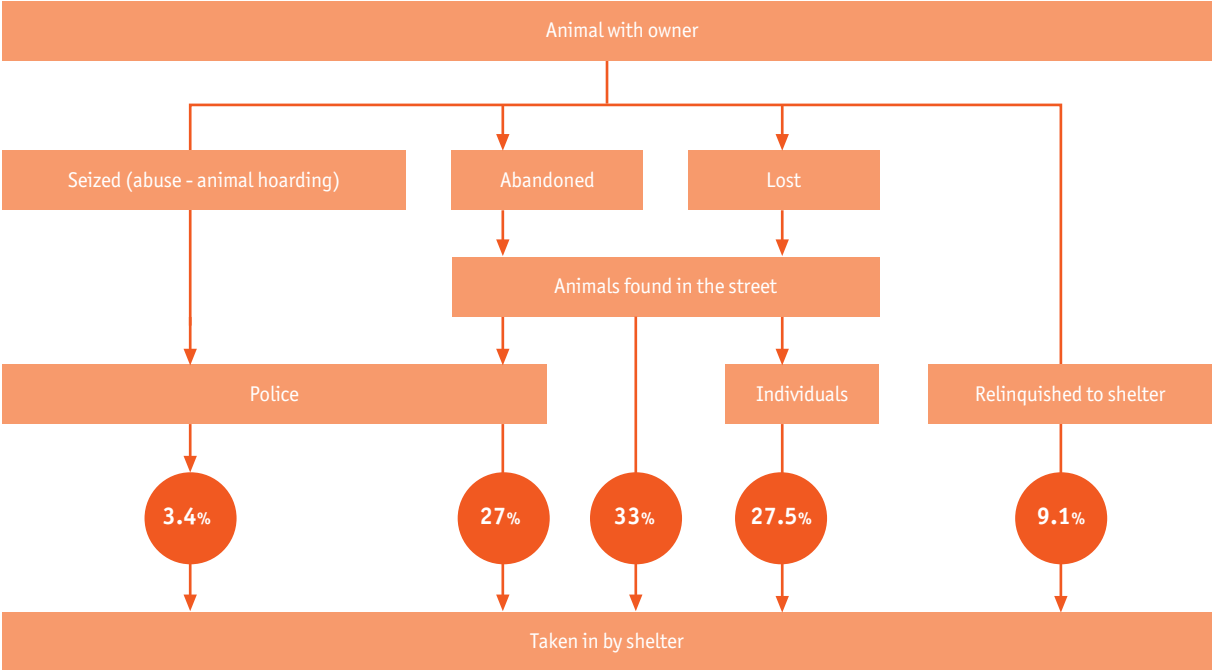 Animal with owner
Seized (abuse - animal hoarding)
Abandoned
Lost
Animals found in the street
Police
Individuals
Relinquished to shelter
3.4%
27%
33%
27.5%
9.1%
Taken in by shelter